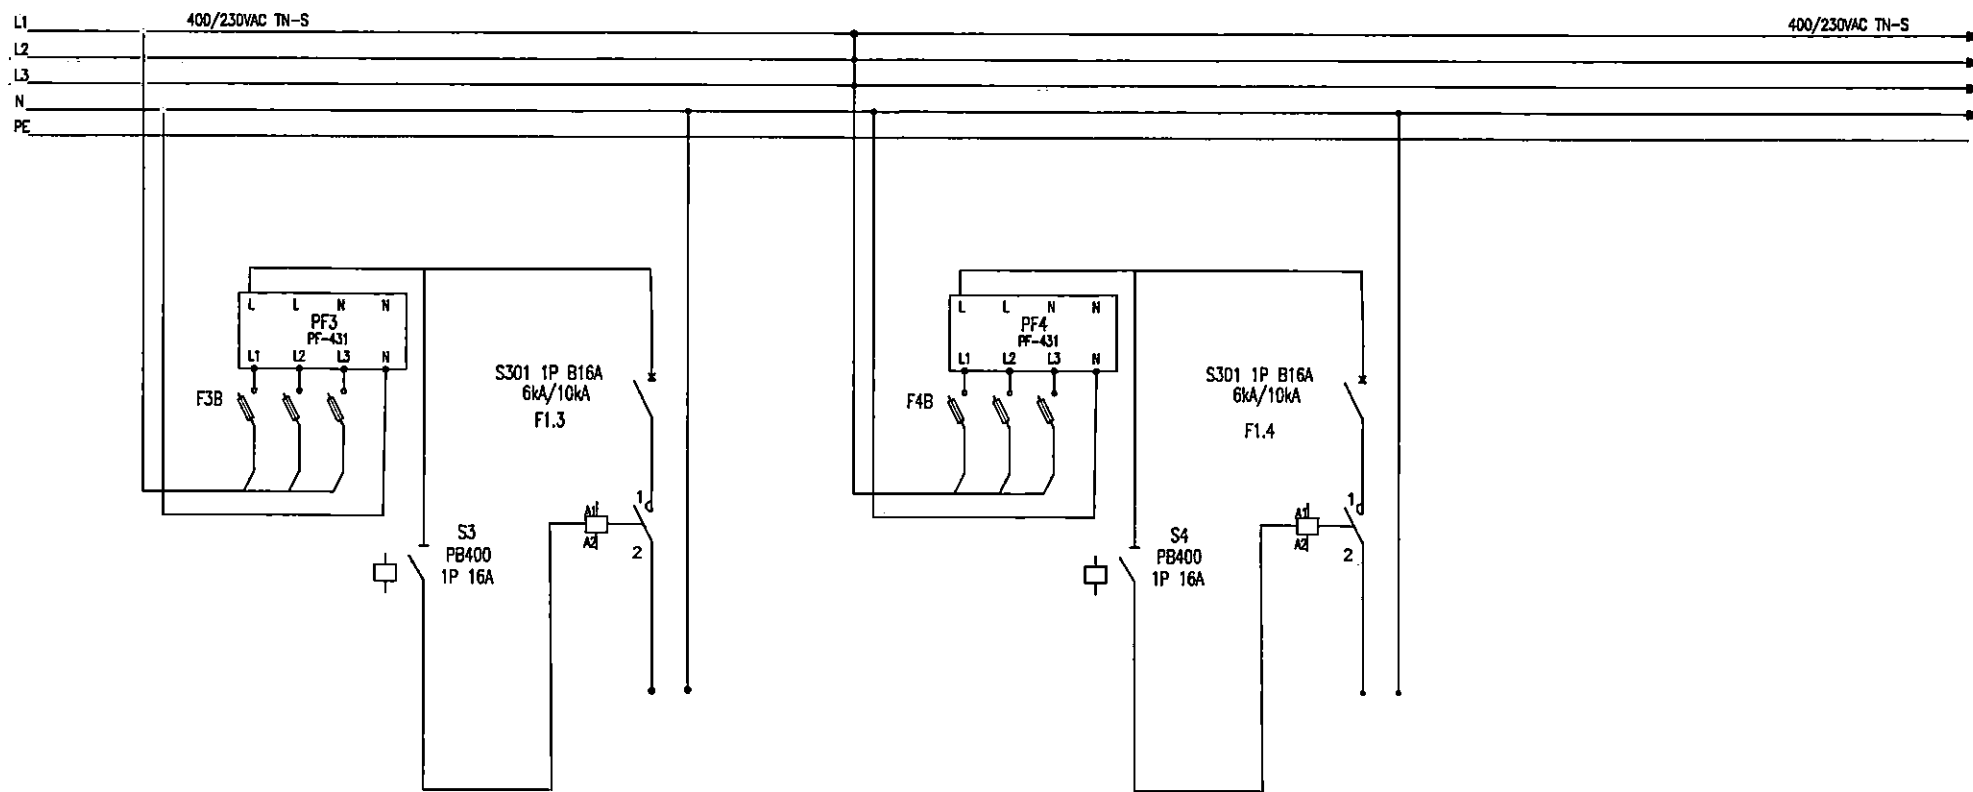 L1
400/230VAC TN-S
400/230VAC TN-S
L2
L3
N
PE
L L N N
PF3
PF-431
L1 L2 L3 N
F3B
S301 1P B16A
6kA/10kA
F1.3
S3
PB400
1P 16A
A1
A2
1
2
L L N N
PF4
PF-431
L1 L2 L3 N
F4B
S301 1P B16A
6kA/10kA
F1.4
S4
PB400
1P 16A
A1
A2
1
2